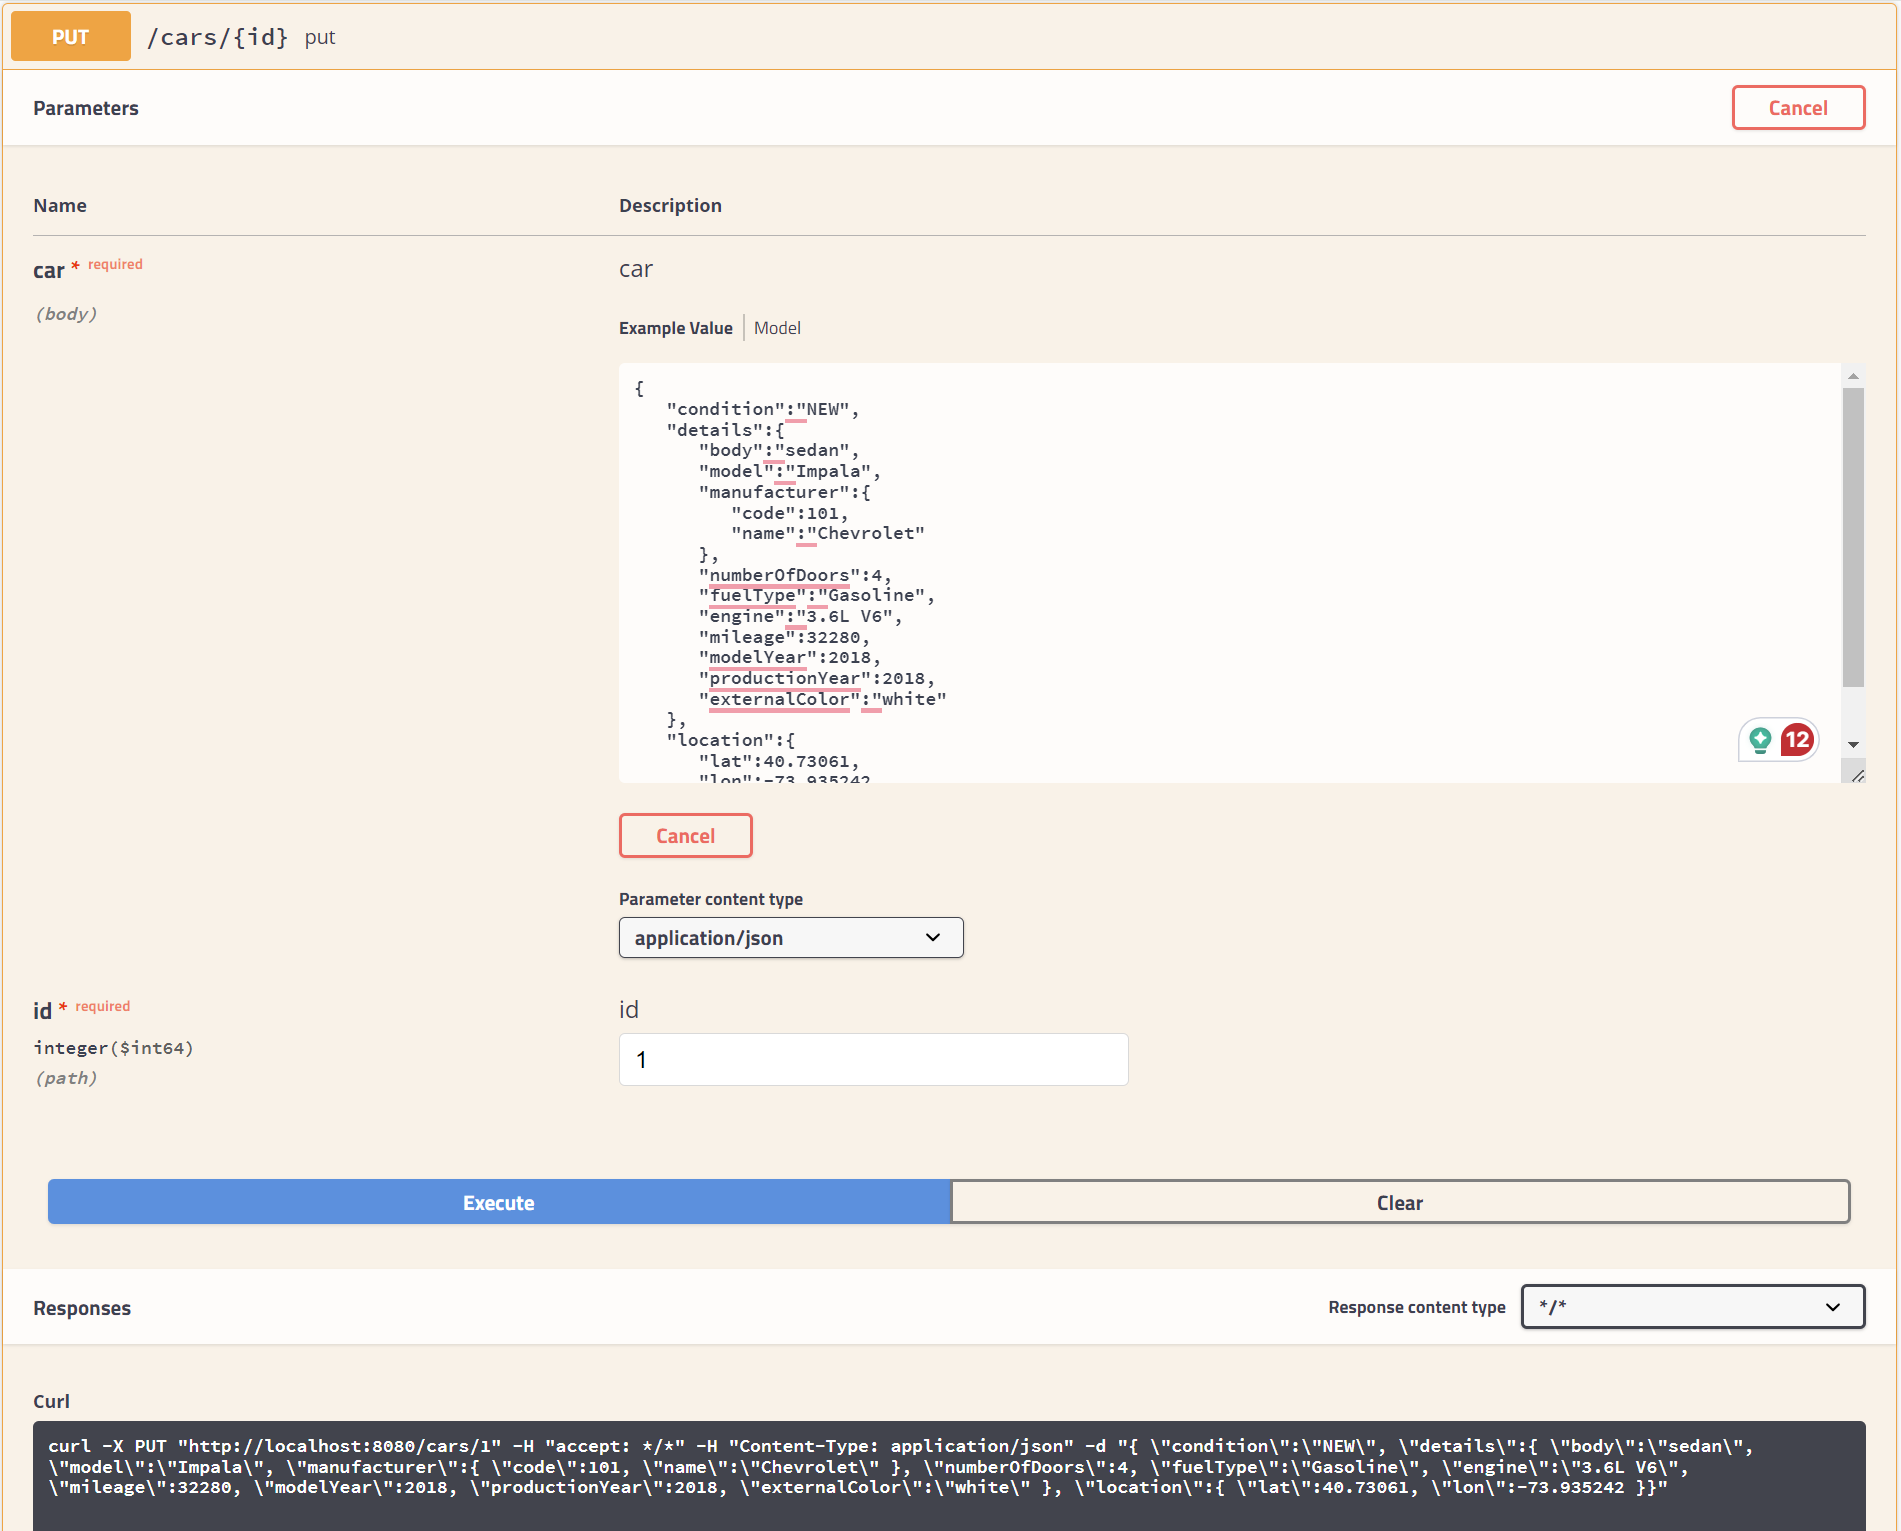 PUT /cars/{id} put
Parameters
Cancel
Name Description
car * required
(body)
car
Example Value Model
{
"condition":"NEW",
"details":{
"body":"sedan",
"model":"Impala",
"manufacturer":{
"code":101,
"name":"Chevrolet"
},
"numberOfDoors":4,
"fuelType":"Gasoline",
"engine":"3.6L V6",
"mileage":32280,
"modelYear":2018,
"productionYear":2018,
"externalColor":"white"
},
"location":{
"lat":40.73061,
"lon":-73.935242
12
Cancel
Parameter content type
application/json
id * required
integer($int64)
(path)
id
1
Execute Clear
Responses Response content type */*
Curl
curl -X PUT "http://localhost:8080/cars/1" -H "accept: */*" -H "Content-Type: application/json" -d "{ \"condition\":\"NEW\", \"details\":{ \"body\":\"sedan\",
\"model\":\"Impala\", \"manufacturer\":{ \"code\":101, \"name\":\"Chevrolet\" }, \"numberOfDoors\":4, \"fuelType\":\"Gasoline\", \"engine\":\"3.6L V6\",
\"mileage\":32280, \"modelYear\":2018, \"productionYear\":2018, \"externalColor\":\"white\" }, \"location\":{ \"lat\":40.73061, \"lon\":-73.935242 }}"